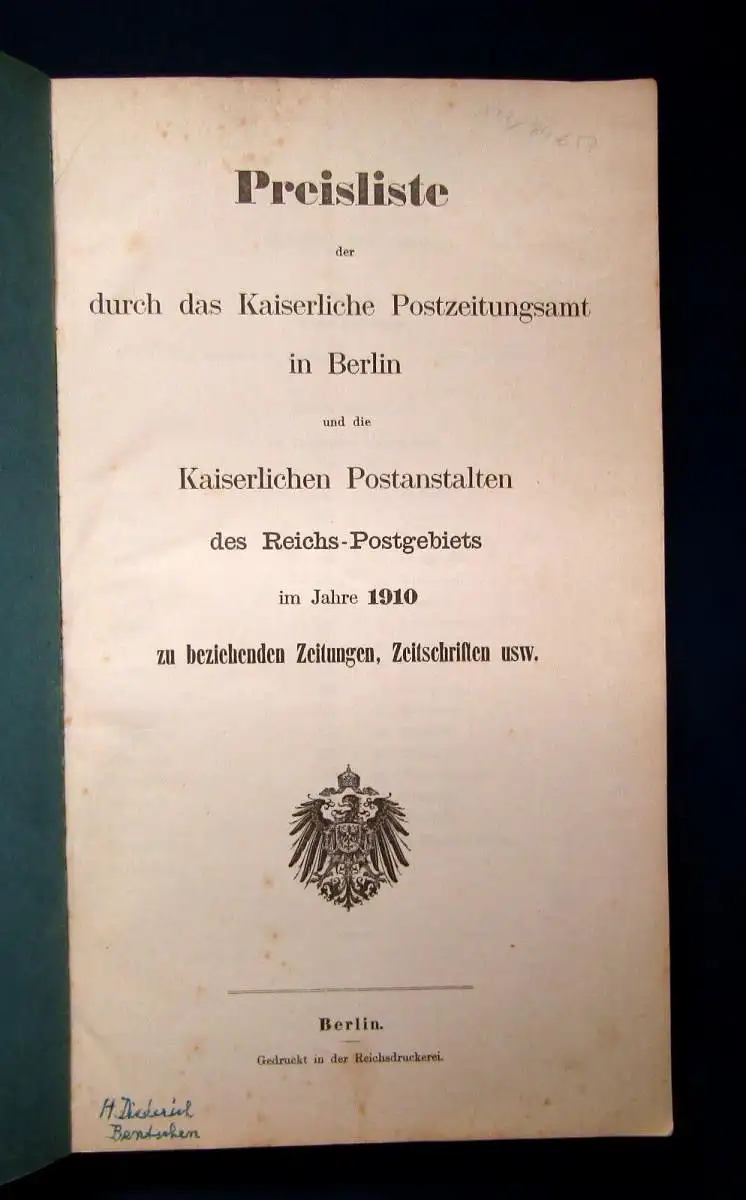 Preisliste
der
durch das Kaiserliche Postzeitungsamt
in Berlin
und die
Kaiserlichen Postanstalten
des Reichs-Postgebiets
im Jahre 1910
zu beziehenden Zeitungen, Zeitschriften usw.
Berlin.
Gedruckt in der Reichsdruckerei.
H. Diederich
Bentschen